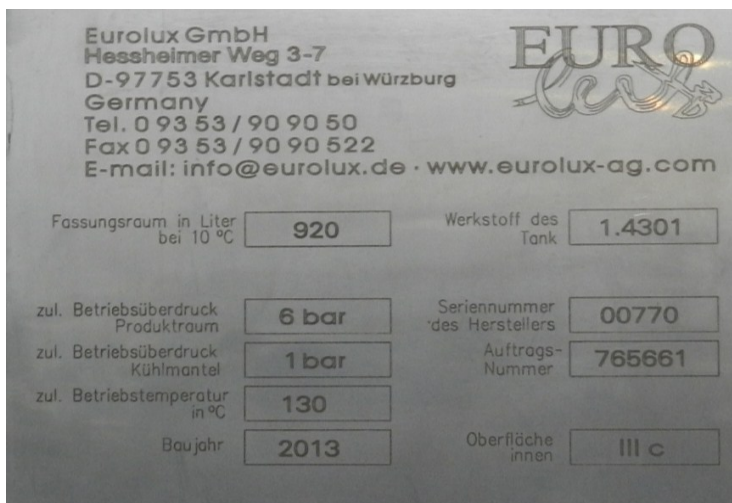 Eurolux GmbH
Hessheimer Weg 3-7
D-97753 Karlstadt bei Würzburg
Germany
Tel. 0 93 53 / 90 90 50
Fax 0 93 53 / 90 90 522
E-mail: info@eurolux.de · www.eurolux-ag.com
EURO
lux
Fassungsraum in Liter
bei 10 °C
920
Werkstoff des
Tank
1.4301
zul. Betriebsüberdruck
Produktraum
6 bar
Seriennummer
des Herstellers
00770
zul. Betriebsüberdruck
Kühlmantel
1 bar
Auftrags-
Nummer
765661
zul. Betriebstemperatur
in °C
130
Baujahr
2013
Oberfläche
innen
III c